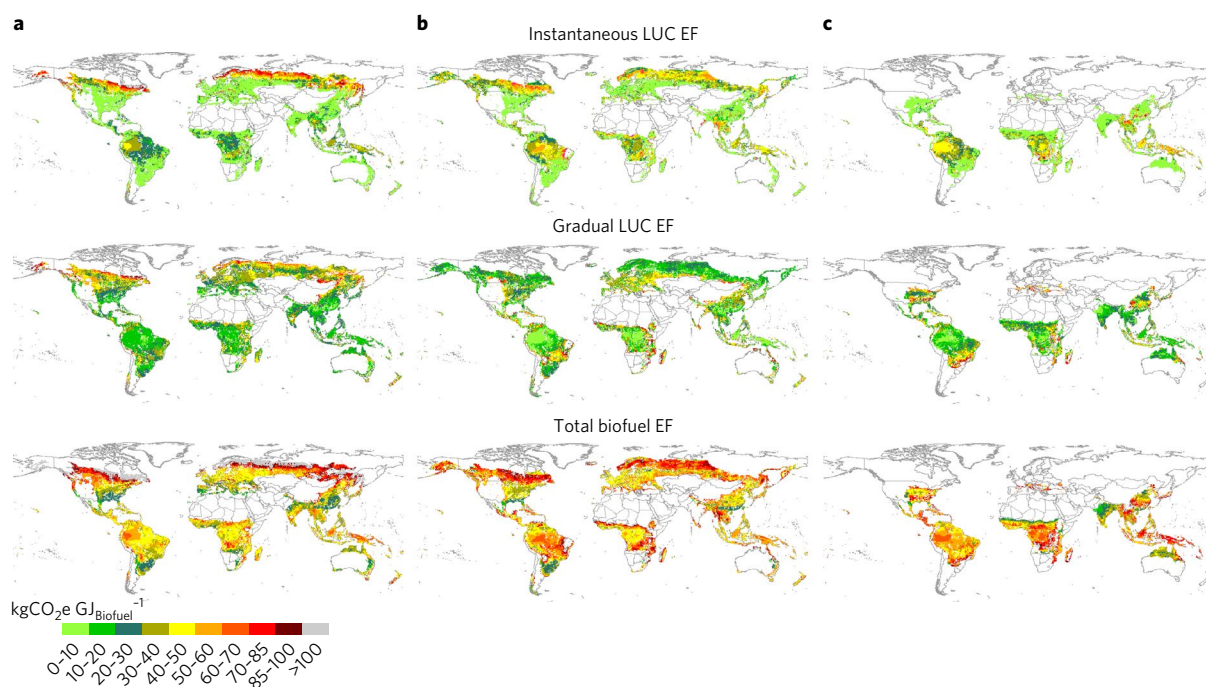 a b c
Instantaneous LUC EF
Gradual LUC EF
Total biofuel EF
kgCO₂e GJ_Biofuel⁻¹
0–10 10–20 20–30 30–40 40–50 50–60 60–70 70–85 85–100 >100